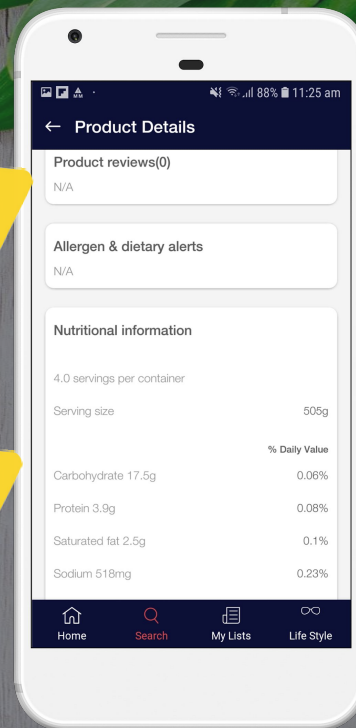 88% 11:25 am
← Product Details
Product reviews(0)
N/A
Allergen & dietary alerts
N/A
Nutritional information
4.0 servings per container
Serving size 505g
% Daily Value
Carbohydrate 17.5g 0.06%
Protein 3.9g 0.08%
Saturated fat 2.5g 0.1%
Sodium 518mg 0.23%
Home Search My Lists Life Style